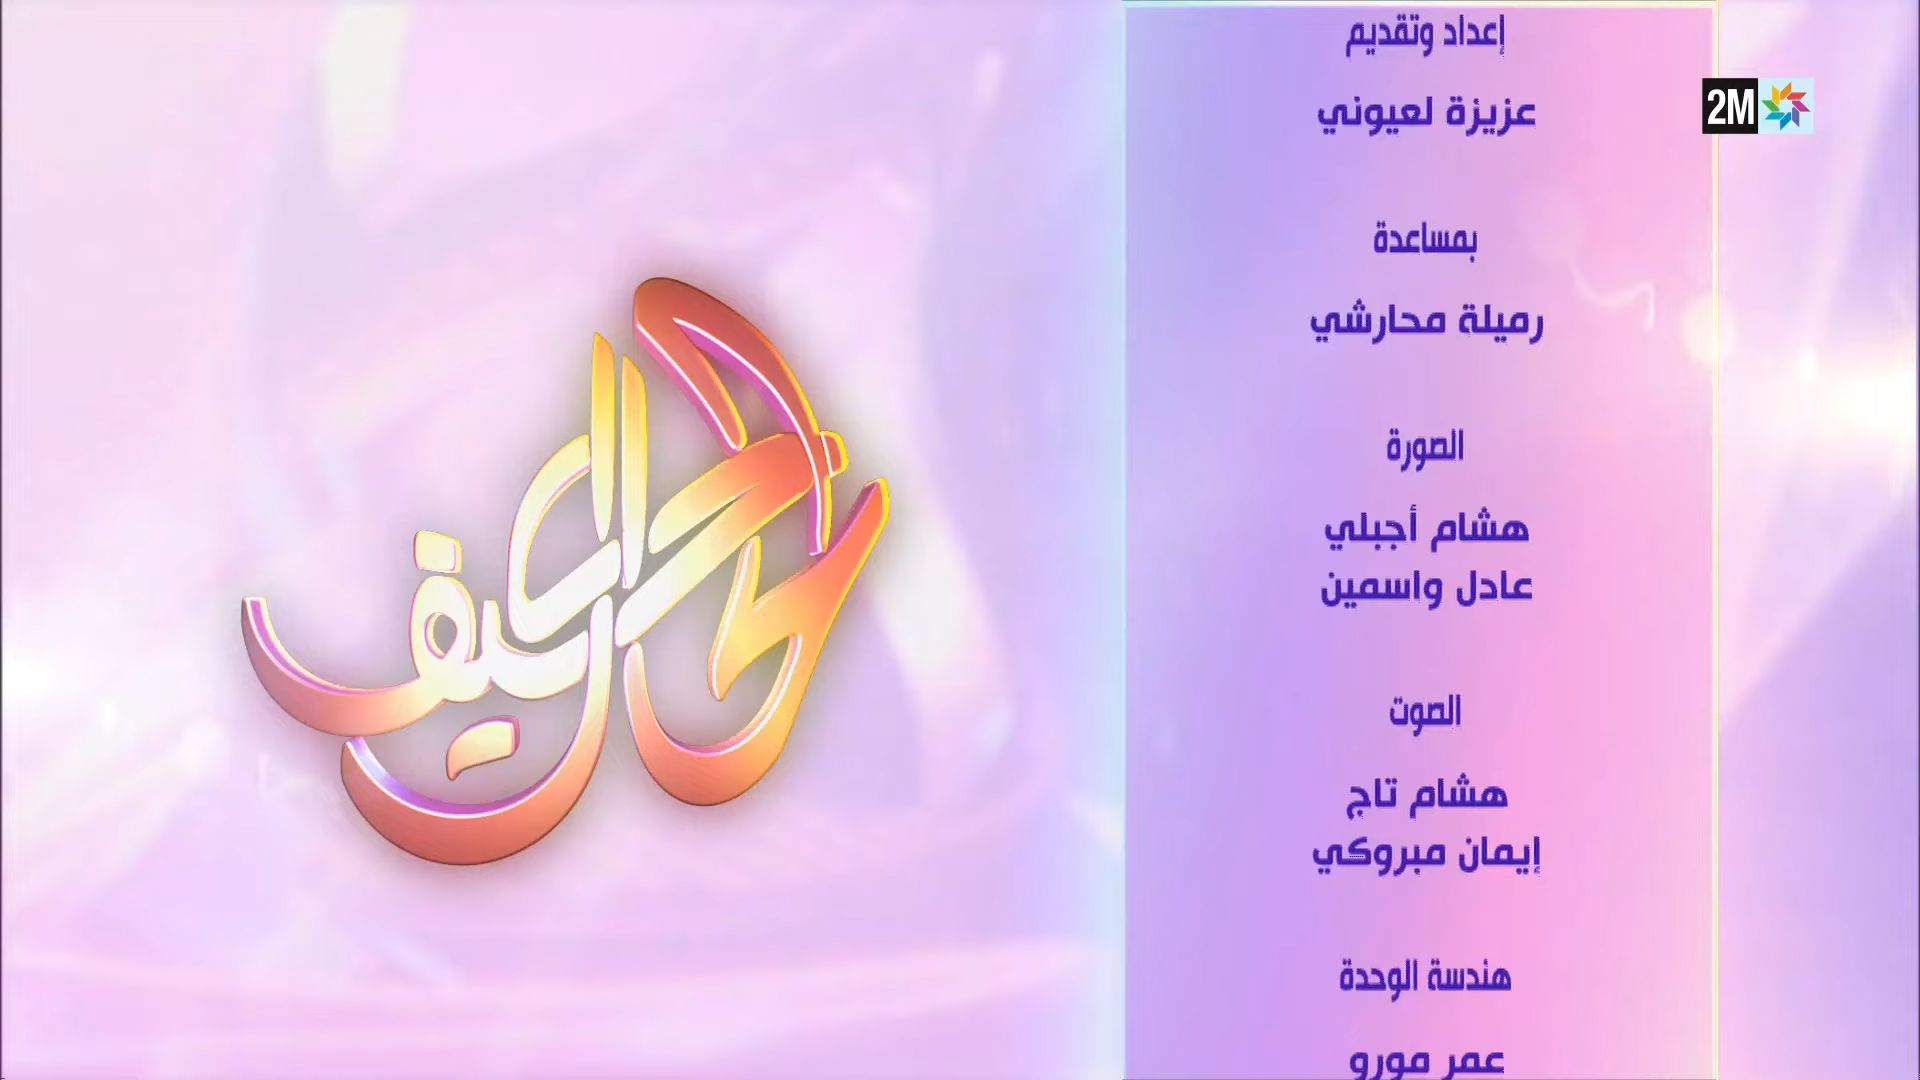 إعداد وتقديم
عزيزة لعيوني
بمساعدة
رميلة محارشي
الصورة
هشام أجبلي
عادل واسمين
الصوت
هشام تاج
إيمان مبروكي
هندسة الوحدة
عمر مورو
2M